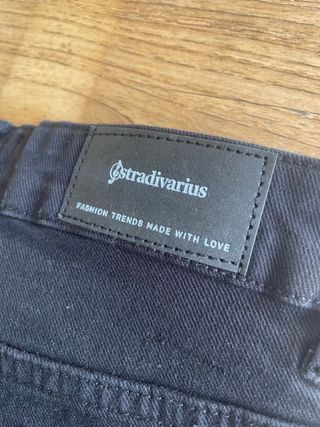 stradivarius
FASHION TRENDS MADE WITH LOVE